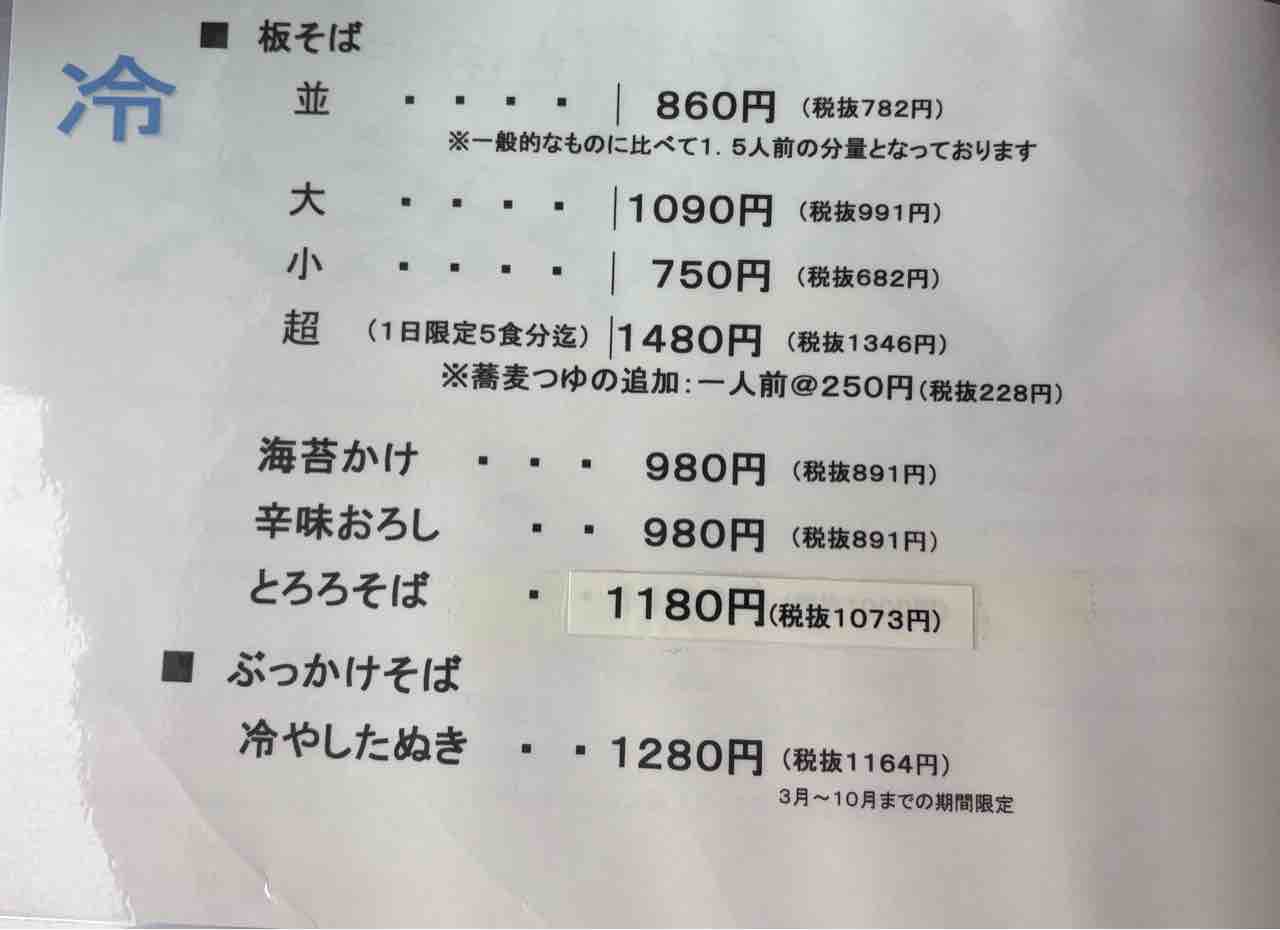 冷
■ 板そば
並 ・・・・ 860円 （税抜782円）
※一般的なものに比べて1．5人前の分量となっております
大 ・・・・ 1090円 （税抜991円）
小 ・・・・ 750円 （税抜682円）
超 （1日限定5食分迄） 1480円 （税抜1346円）
※蕎麦つゆの追加：一人前＠250円（税抜228円）
海苔かけ ・・・ 980円 （税抜891円）
辛味おろし ・・ 980円 （税抜891円）
とろろそば ・ 1180円（税抜1073円）
■ ぶっかけそば
冷やしたぬき ・・1280円 （税抜1164円）
3月～10月までの期間限定